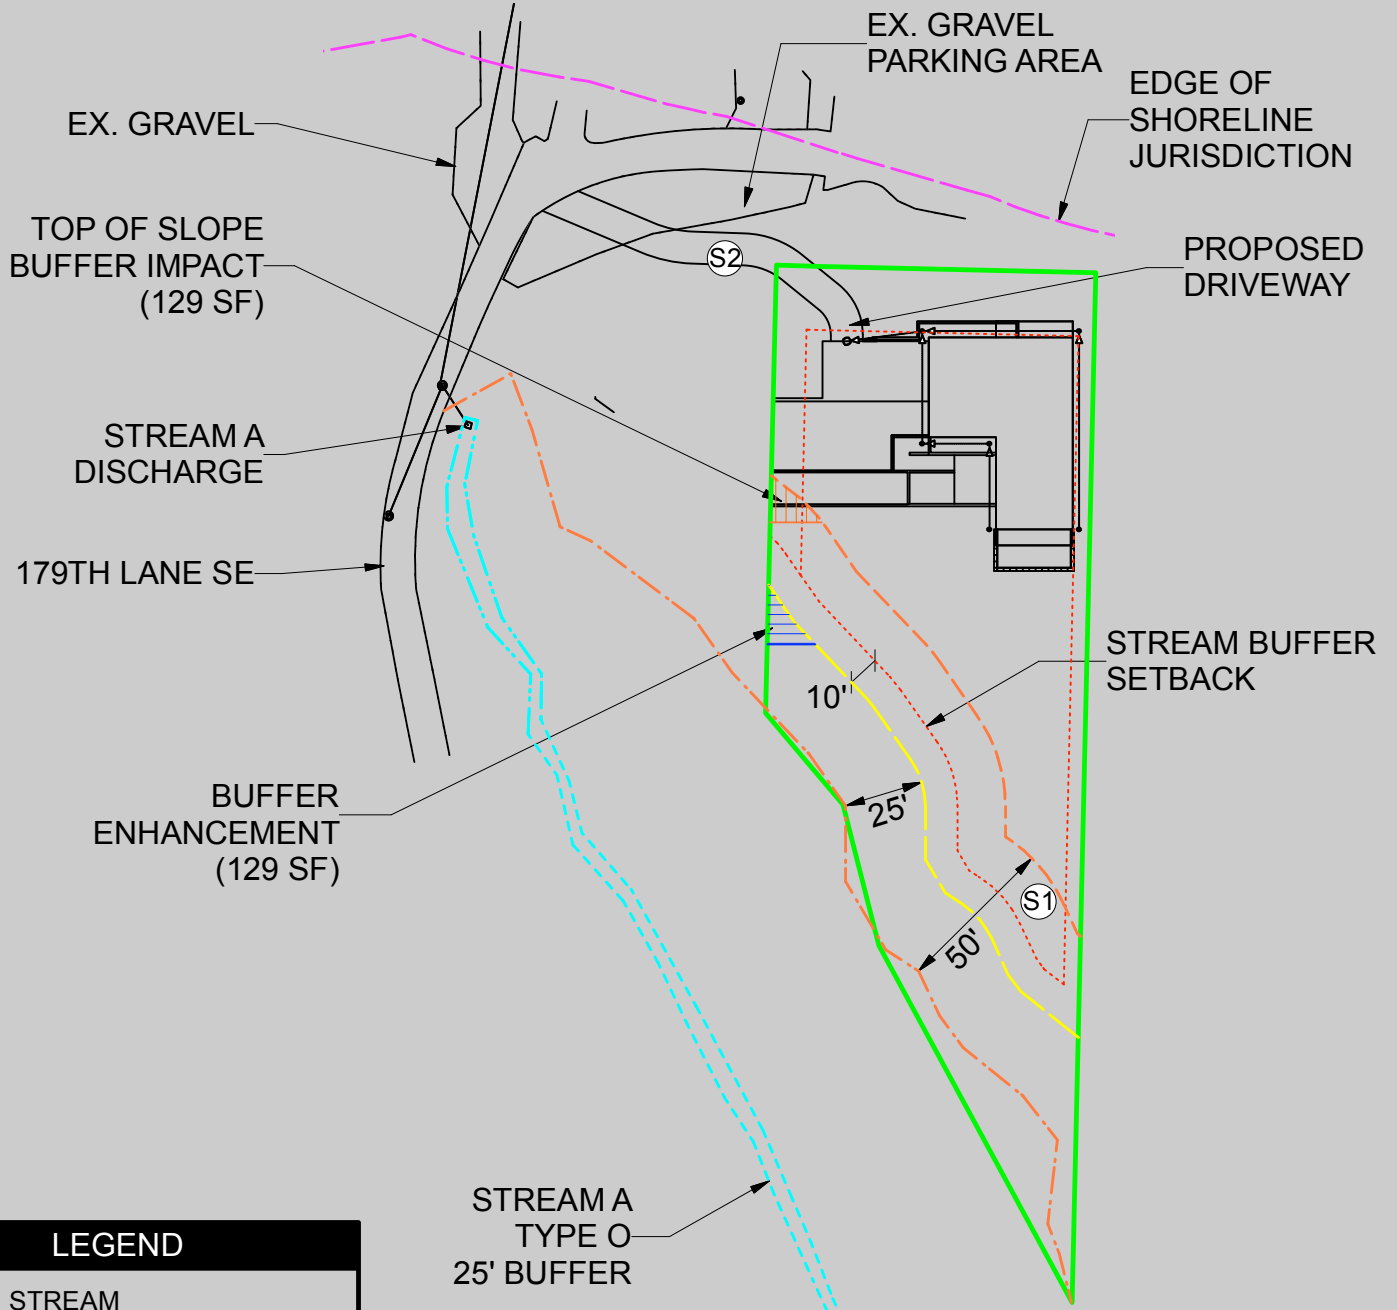 EX. GRAVEL
PARKING AREA
EDGE OF
SHORELINE
JURISDICTION
EX. GRAVEL
TOP OF SLOPE
BUFFER IMPACT
(129 SF)
S2
PROPOSED
DRIVEWAY
STREAM A
DISCHARGE
179TH LANE SE
STREAM BUFFER
SETBACK
10'
BUFFER
ENHANCEMENT
(129 SF)
25'
S1
50'
STREAM A
TYPE O
25' BUFFER
LEGEND
STREAM